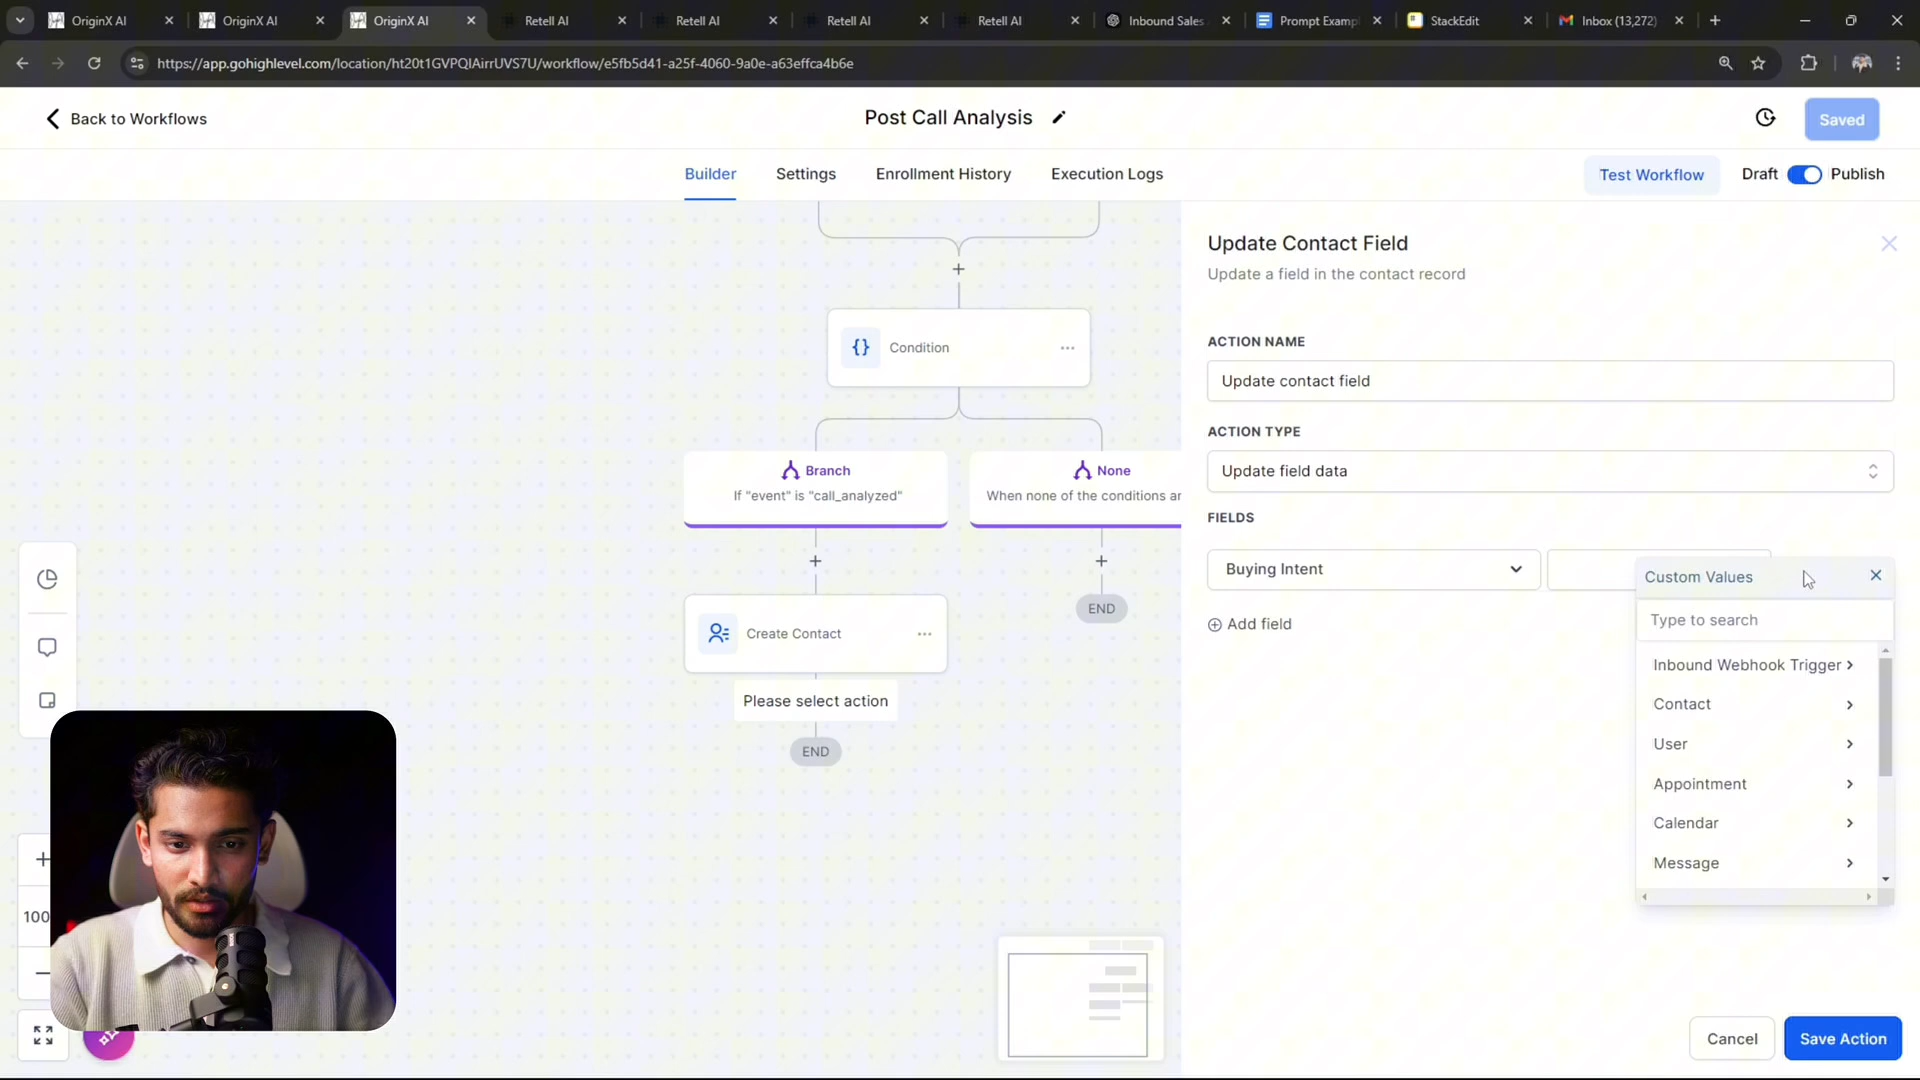 OriginX AI
OriginX AI
OriginX AI
Retell AI
Retell AI
Retell AI
Retell AI
Inbound Sales
Prompt Examp
StackEdit
Inbox (13,272)
https://app.gohighlevel.com/location/ht20t1GVPQIAirrUVS7U/workflow/e5fb5d41-a25f-4060-9a0e-a63effca4b6e
Back to Workflows
Post Call Analysis
Saved
Builder
Settings
Enrollment History
Execution Logs
Test Workflow
Draft
Publish
Condition
Branch
If "event" is "call_analyzed"
None
When none of the conditions ar
Create Contact
Please select action
END
END
100
Update Contact Field
Update a field in the contact record
ACTION NAME
Update contact field
ACTION TYPE
Update field data
FIELDS
Buying Intent
Add field
Custom Values
Type to search
Inbound Webhook Trigger
Contact
User
Appointment
Calendar
Message
Cancel
Save Action